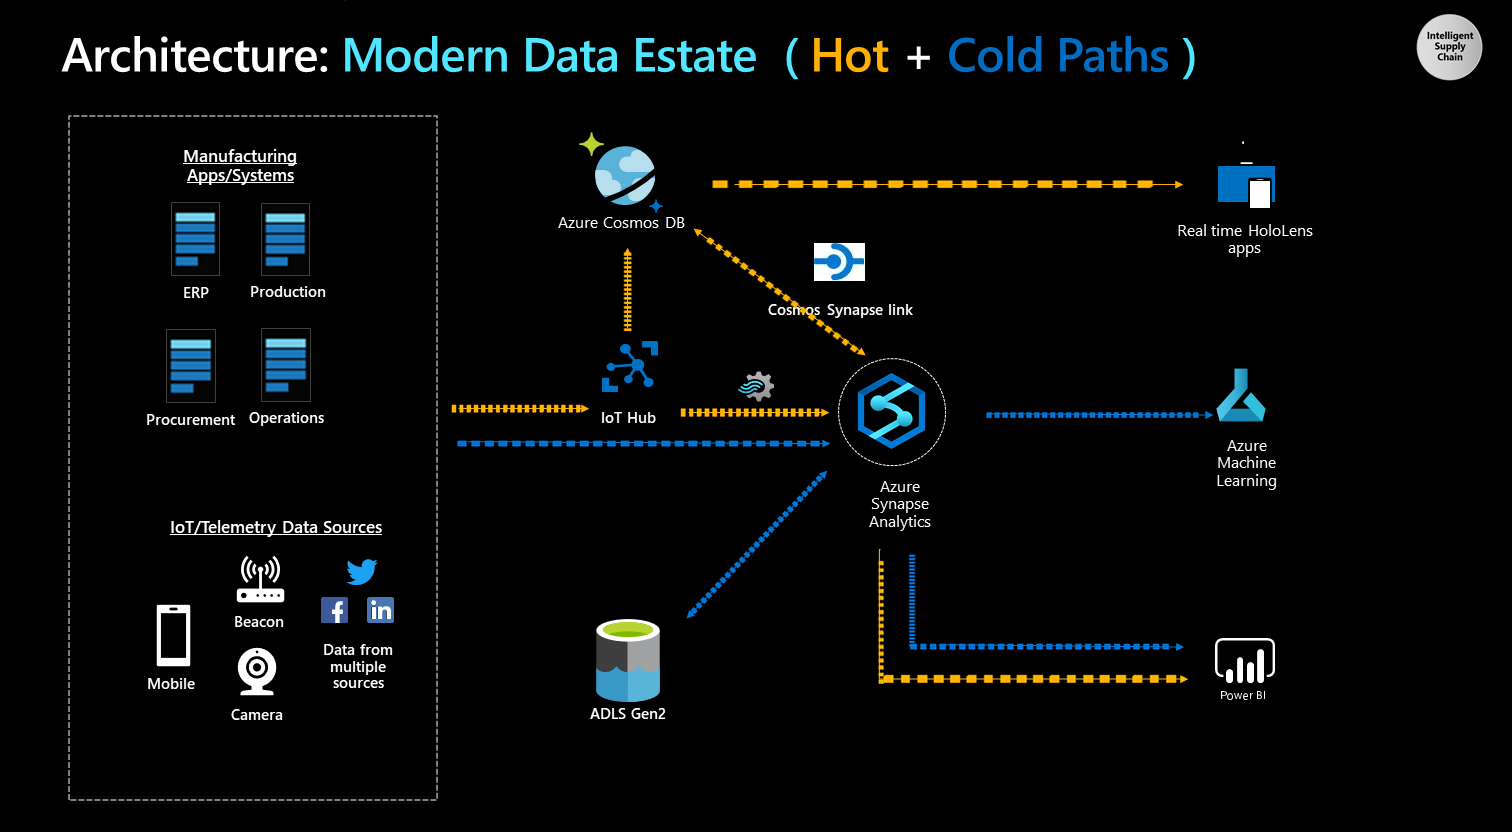 Architecture: Modern Data Estate ( Hot + Cold Paths )
Intelligent
Supply
Chain
Manufacturing
Apps/Systems
ERP
Production
Procurement
Operations
IoT/Telemetry Data Sources
Beacon
Mobile
Camera
f
in
Data from
multiple
sources
Azure Cosmos DB
Cosmos Synapse link
IoT Hub
Azure
Synapse
Analytics
ADLS Gen2
Real time HoloLens
apps
Azure
Machine
Learning
Power BI